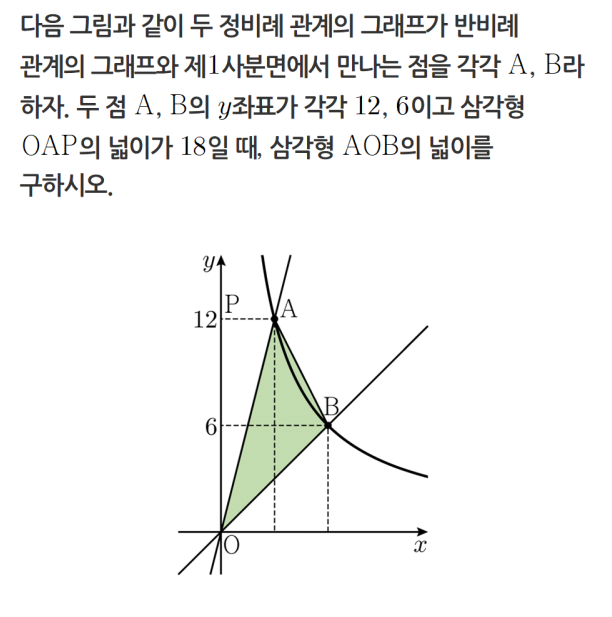 다음 그림과 같이 두 정비례 관계의 그래프가 반비례
관계의 그래프와 제1사분면에서 만나는 점을 각각 A, B라
하자. 두 점 A, B의 y좌표가 각각 12, 6이고 삼각형
OAP의 넓이가 18일 때, 삼각형 AOB의 넓이를
구하시오.
y
P
A
12
B
6
O
x